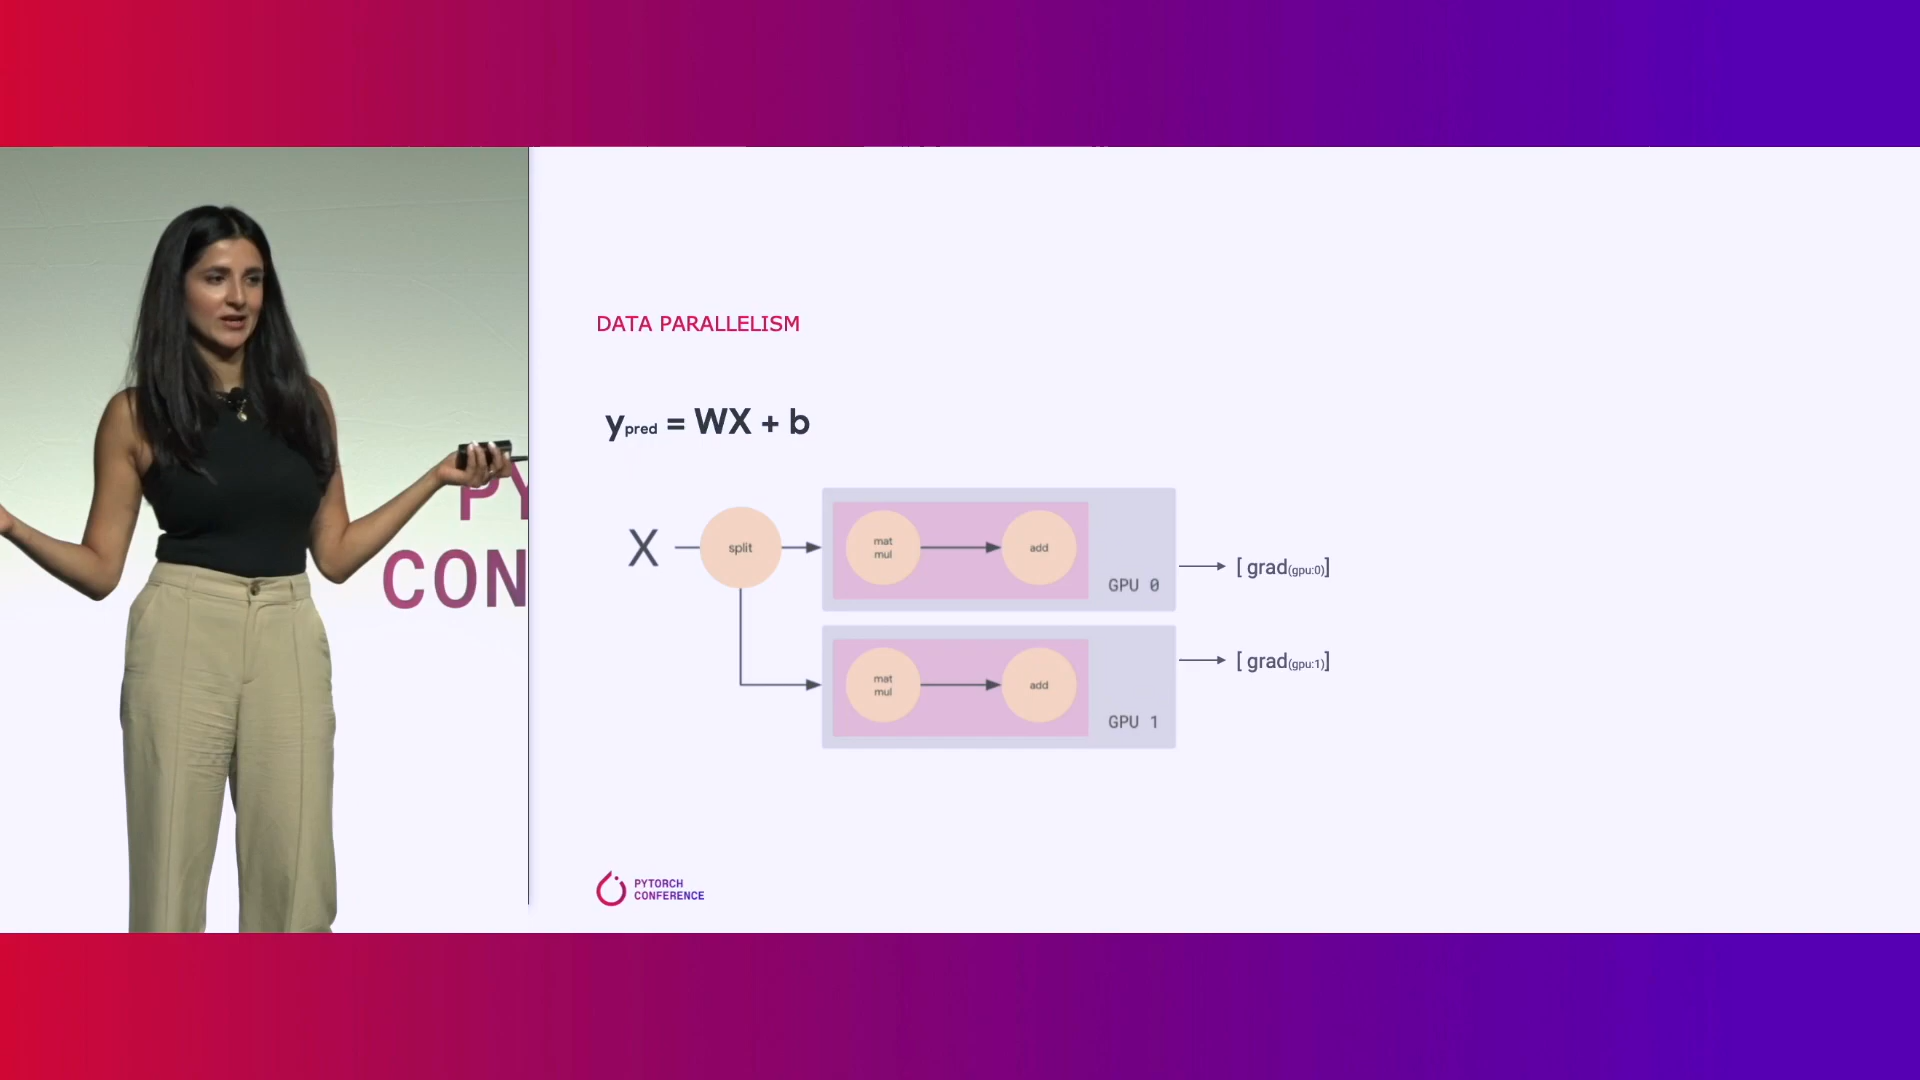 PY
CON
DATA PARALLELISM
ypred = WX + b
X
split
mat
mul
add
GPU 0
[ grad(gpu:0)]
mat
mul
add
GPU 1
[ grad(gpu:1)]
PYTORCH
CONFERENCE